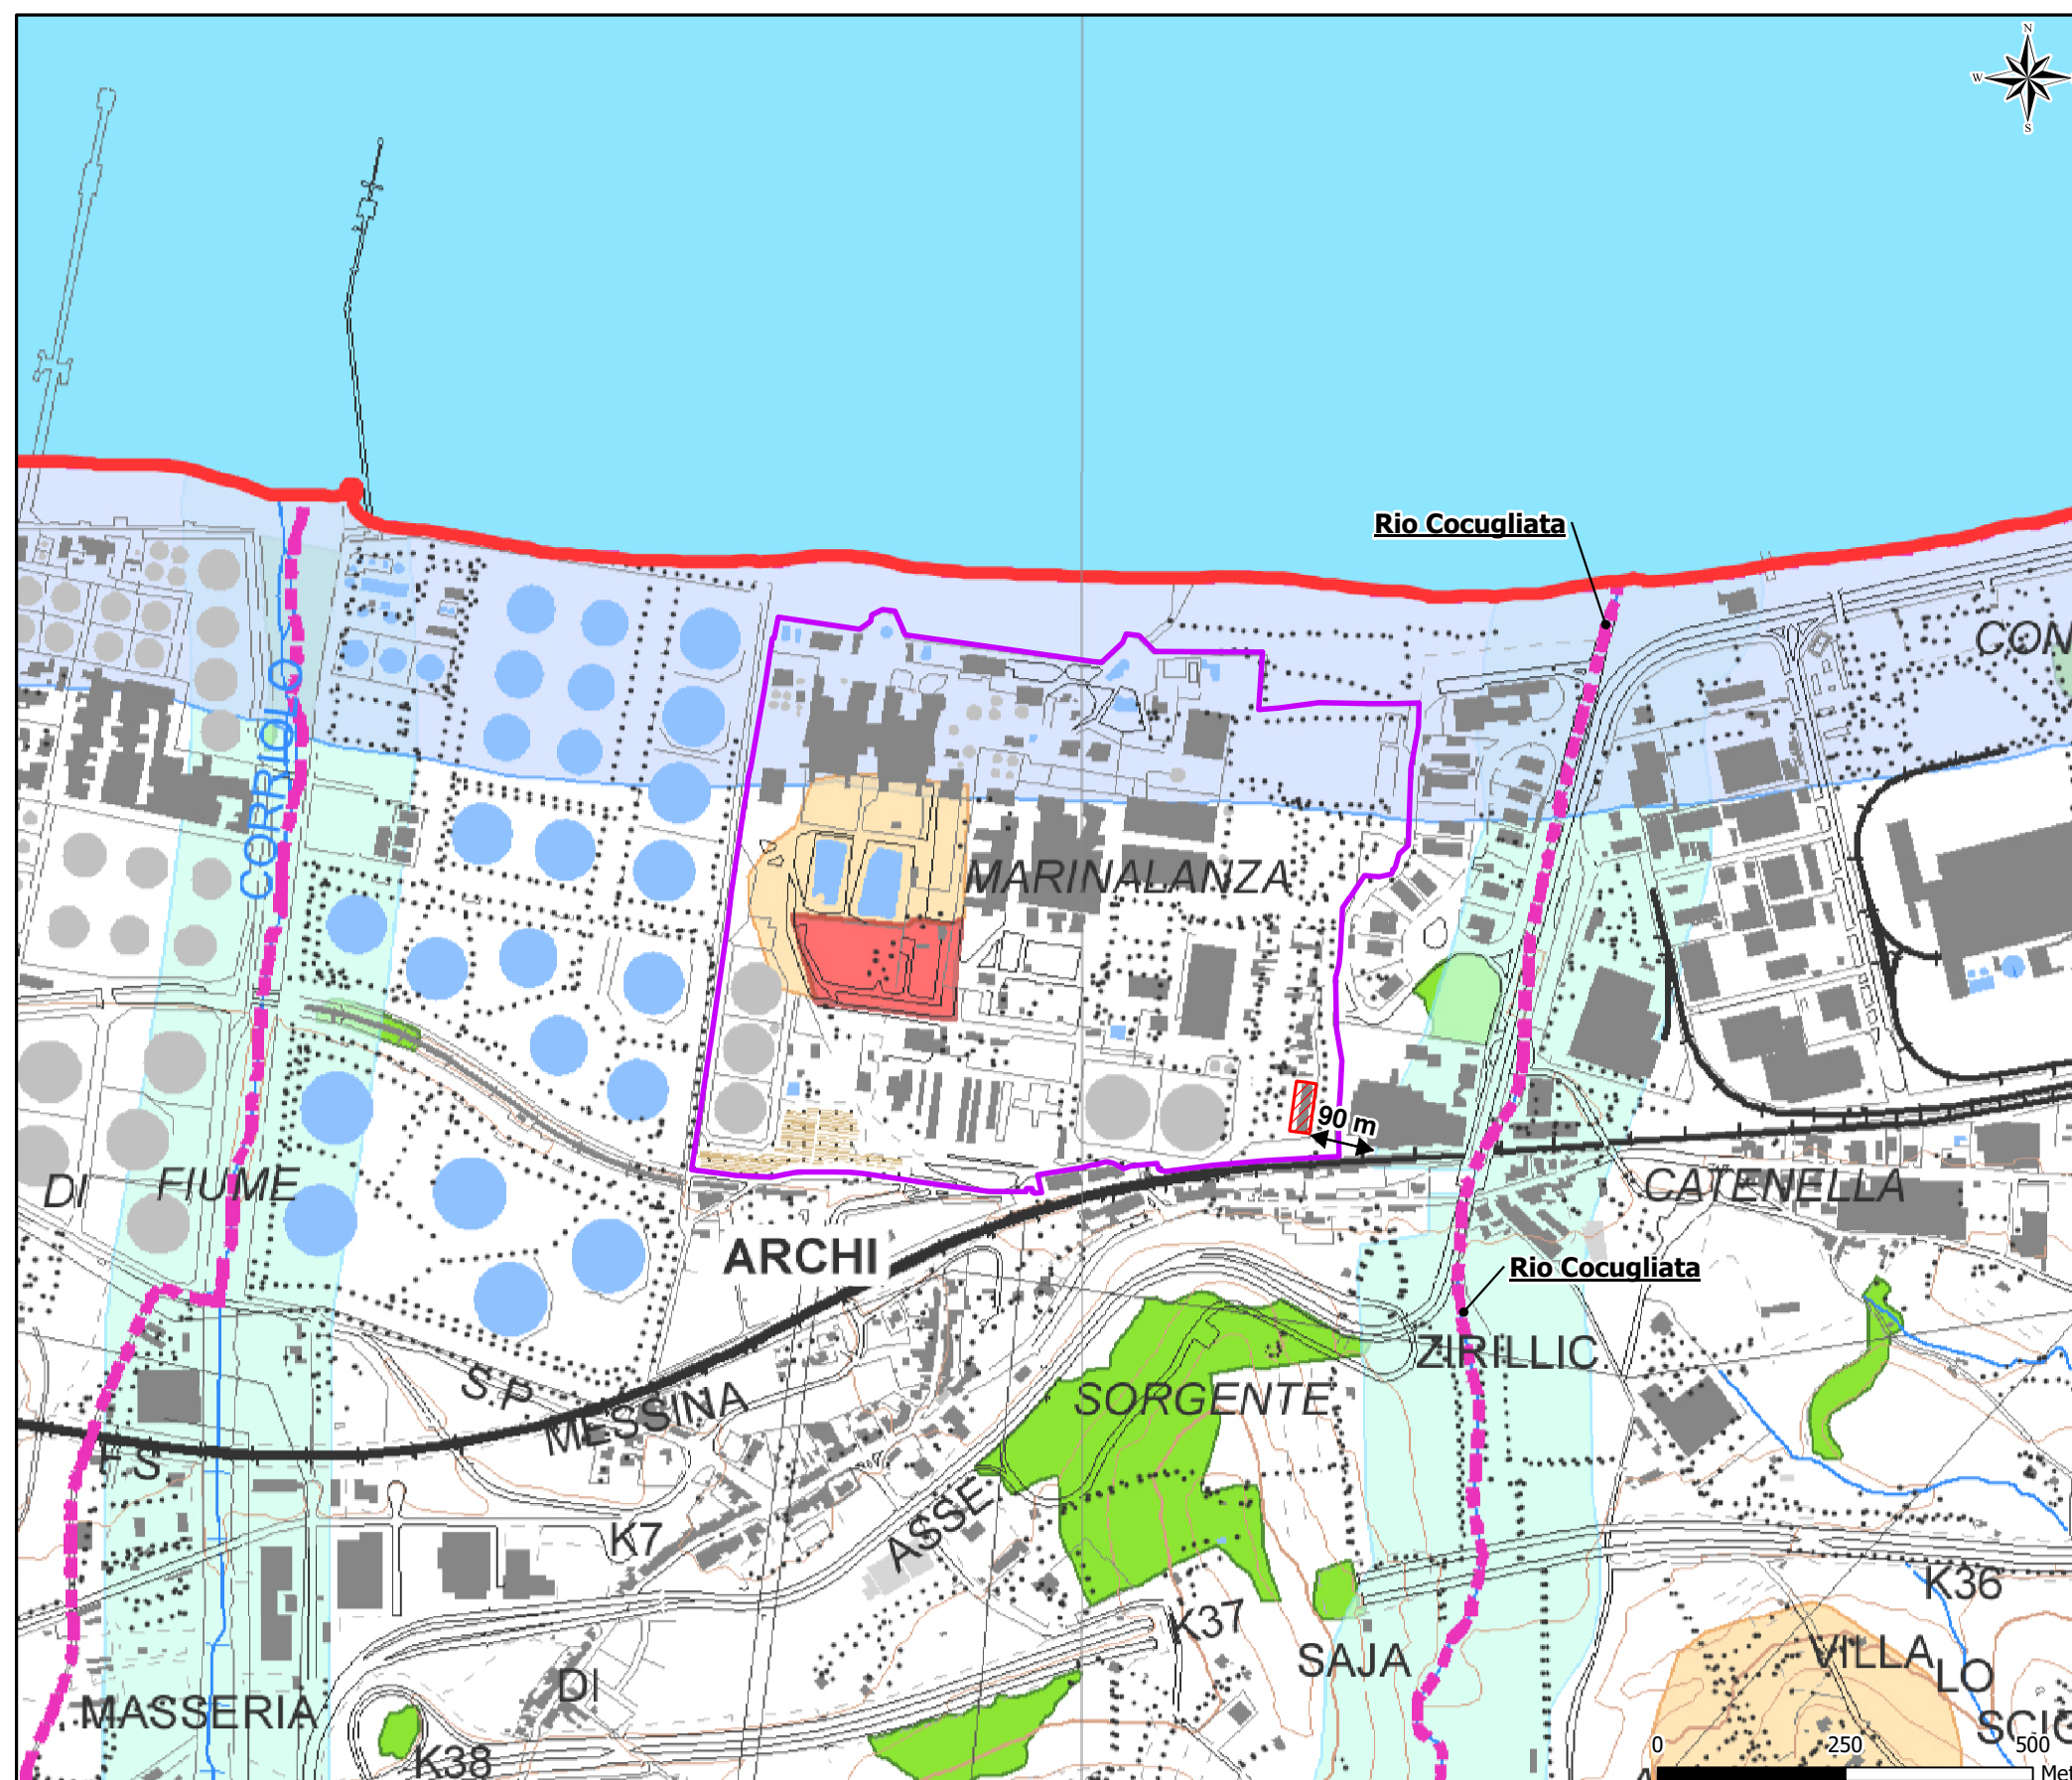 N
W
S
Rio Cocugliata
CON
CORRIOLO
MARINALANZA
90 m
DI FIUME
CATENELLA
ARCHI
Rio Cocugliata
ZIRILLIC.
S P
MESSINA
SORGENTE
F S.
ASSE
K7
K36
K37
SAJA
VILLA
LO
DI
MASSERIA
SCIO
K38
0 250 500